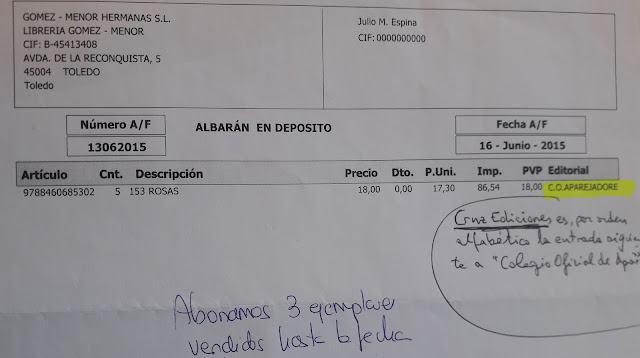 GOMEZ - MENOR HERMANAS S.L.
LIBRERIA GOMEZ - MENOR
CIF: B-45413408
AVDA. DE LA RECONQUISTA, 5
45004 TOLEDO
Toledo
Julio M. Espina
CIF: 0000000000
Número A/F
13062015
ALBARÁN EN DEPOSITO
Fecha A/F
16 - Junio - 2015
Artículo Cnt. Descripción Precio Dto. P.Uni. Imp. PVP Editorial
9788460685302 5 153 ROSAS 18,00 0,00 17,30 86,54 18,00 C.O.APAREJADORE
Cruz Ediciones es, por orden
alfabético la entrada siguien
te a "Colegio Oficial de Apar"
Abonamos 3 ejemplares
vendidos hasta la fecha